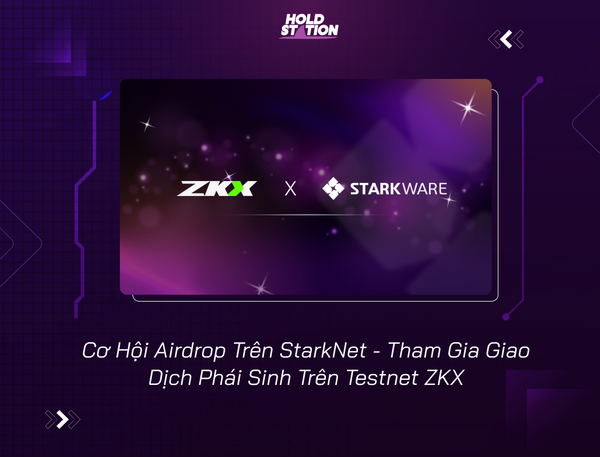 HOLD
STATION
ZKX X STARKWARE
Cơ Hội Airdrop Trên StarkNet - Tham Gia Giao
Dịch Phái Sinh Trên Testnet ZKX